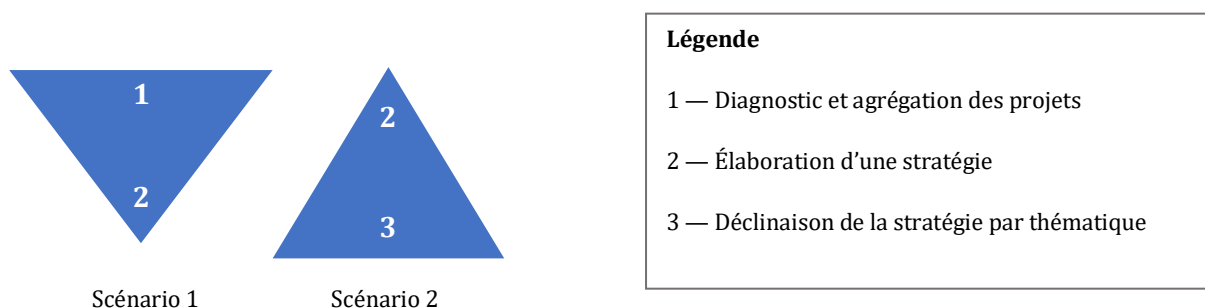 1
2
Scénario 1
2
3
Scénario 2
Légende
1 — Diagnostic et agrégation des projets
2 — Élaboration d’une stratégie
3 — Déclinaison de la stratégie par thématique